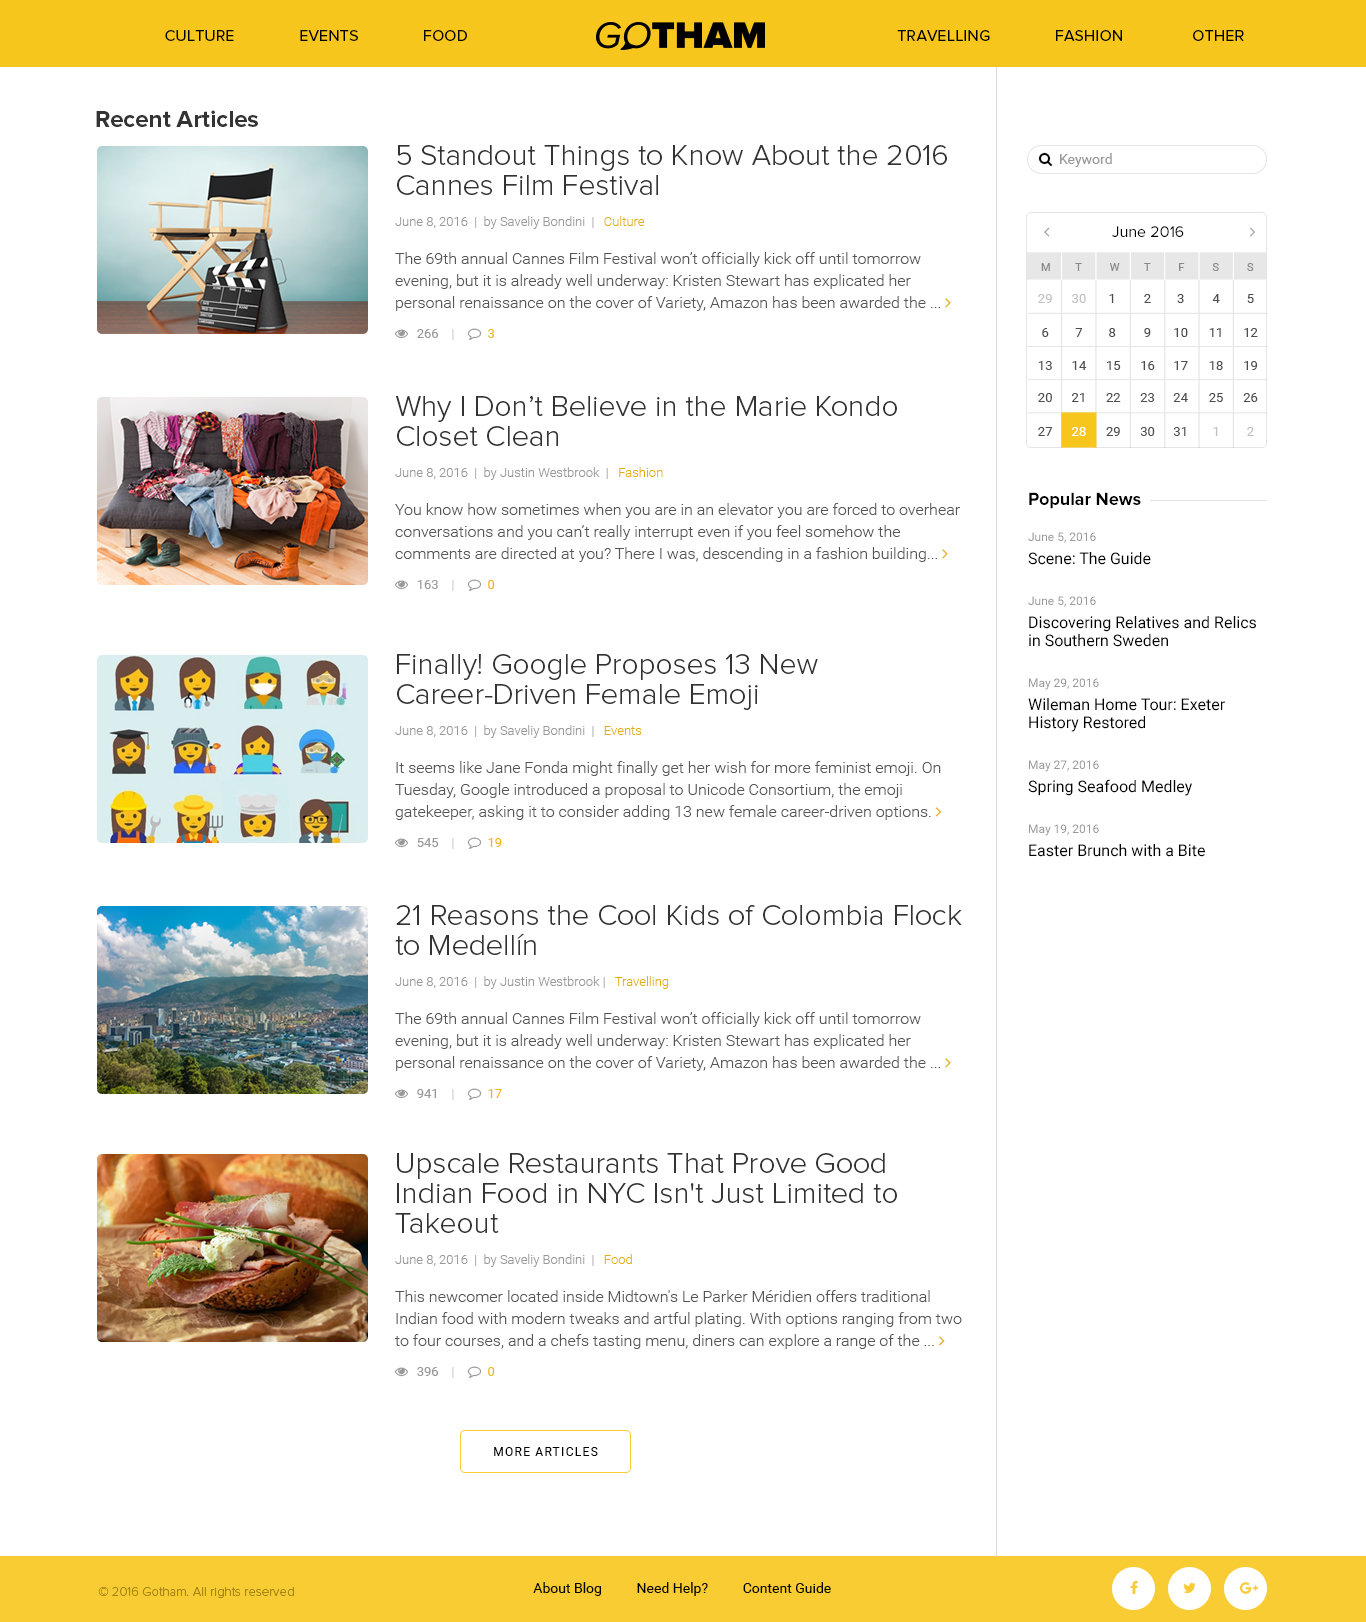 CULTURE EVENTS FOOD GOTHAM TRAVELLING FASHION OTHER
Recent Articles
5 Standout Things to Know About the 2016
Cannes Film Festival
June 8, 2016 | by Saveliy Bondini | Culture
The 69th annual Cannes Film Festival won’t officially kick off until tomorrow
evening, but it is already well underway: Kristen Stewart has explicated her
personal renaissance on the cover of Variety, Amazon has been awarded the ...
266 | 3
Why I Don’t Believe in the Marie Kondo
Closet Clean
June 8, 2016 | by Justin Westbrook | Fashion
You know how sometimes when you are in an elevator you are forced to overhear
conversations and you can’t really interrupt even if you feel somehow the
comments are directed at you? There I was, descending in a fashion building...
163 | 0
Finally! Google Proposes 13 New
Career-Driven Female Emoji
June 8, 2016 | by Saveliy Bondini | Events
It seems like Jane Fonda might finally get her wish for more feminist emoji. On
Tuesday, Google introduced a proposal to Unicode Consortium, the emoji
gatekeeper, asking it to consider adding 13 new female career-driven options.
545 | 19
21 Reasons the Cool Kids of Colombia Flock
to Medellín
June 8, 2016 | by Justin Westbrook | Travelling
The 69th annual Cannes Film Festival won’t officially kick off until tomorrow
evening, but it is already well underway: Kristen Stewart has explicated her
personal renaissance on the cover of Variety, Amazon has been awarded the ...
941 | 17
Upscale Restaurants That Prove Good
Indian Food in NYC Isn't Just Limited to
Takeout
June 8, 2016 | by Saveliy Bondini | Food
This newcomer located inside Midtown's Le Parker Méridien offers traditional
Indian food with modern tweaks and artful plating. With options ranging from two
to four courses, and a chefs tasting menu, diners can explore a range of the ...
396 | 0
MORE ARTICLES
Keyword
June 2016
M T W T F S S
29 30 1 2 3 4 5
6 7 8 9 10 11 12
13 14 15 16 17 18 19
20 21 22 23 24 25 26
27 28 29 30 31 1 2
Popular News
June 5, 2016
Scene: The Guide
June 5, 2016
Discovering Relatives and Relics
in Southern Sweden
May 29, 2016
Wileman Home Tour: Exeter
History Restored
May 27, 2016
Spring Seafood Medley
May 19, 2016
Easter Brunch with a Bite
© 2016 Gotham. All rights reserved
About Blog Need Help? Content Guide
f G+